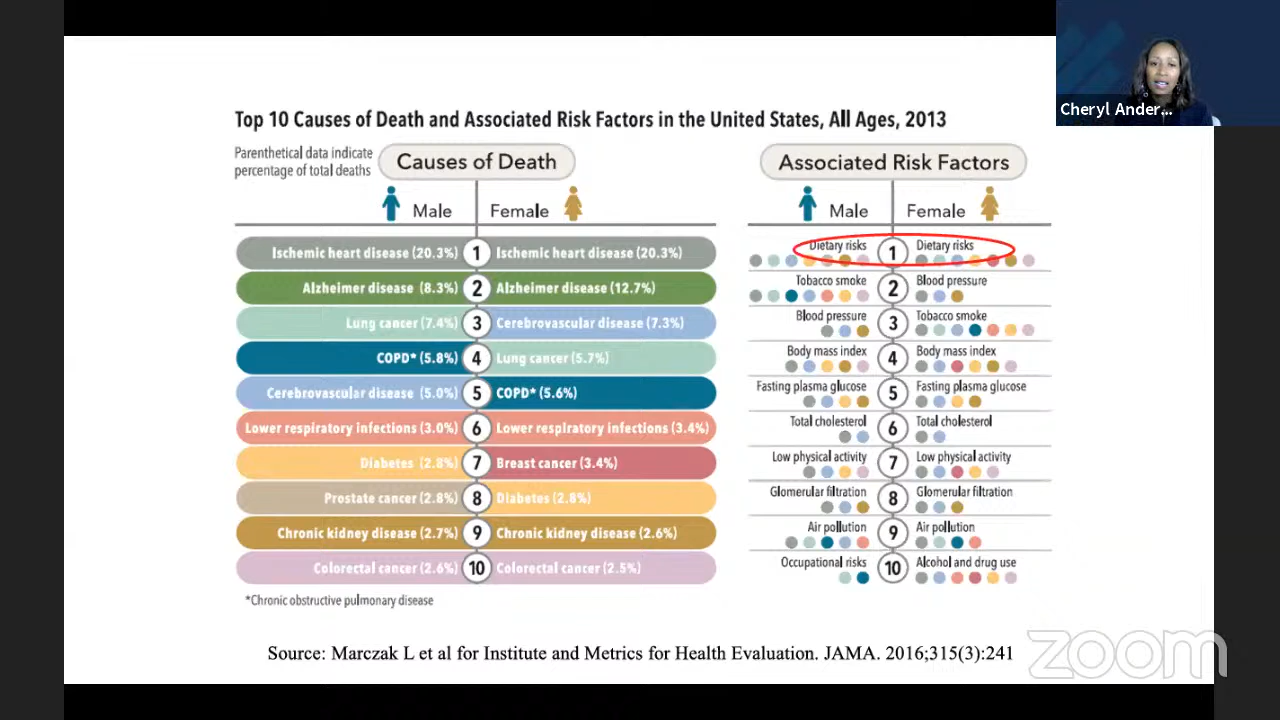 Cheryl Ander...
Top 10 Causes of Death and Associated Risk Factors in the United States, All Ages, 2013
Parenthetical data indicate
percentage of total deaths
Causes of Death
Male
Female
Ischemic heart disease (20.3%) 1 Ischemic heart disease (20.3%)
Alzheimer disease (8.3%) 2 Alzheimer disease (12.7%)
Lung cancer (7.4%) 3 Cerebrovascular disease (7.3%)
COPD* (5.8%) 4 Lung cancer (5.7%)
Cerebrovascular disease (5.0%) 5 COPD* (5.6%)
Lower respiratory infections (3.0%) 6 Lower respiratory infections (3.4%)
Diabetes (2.8%) 7 Breast cancer (3.4%)
Prostate cancer (2.8%) 8 Diabetes (2.8%)
Chronic kidney disease (2.7%) 9 Chronic kidney disease (2.6%)
Colorectal cancer (2.6%) 10 Colorectal cancer (2.5%)
*Chronic obstructive pulmonary disease
Associated Risk Factors
Male
Female
Dietary risks 1 Dietary risks
Tobacco smoke 2 Blood pressure
Blood pressure 3 Tobacco smoke
Body mass index 4 Body mass index
Fasting plasma glucose 5 Fasting plasma glucose
Total cholesterol 6 Total cholesterol
Low physical activity 7 Low physical activity
Glomerular filtration 8 Glomerular filtration
Air pollution 9 Air pollution
Occupational risks 10 Alcohol and drug use
Source: Marczak L et al for Institute and Metrics for Health Evaluation. JAMA. 2016;315(3):241
zoom